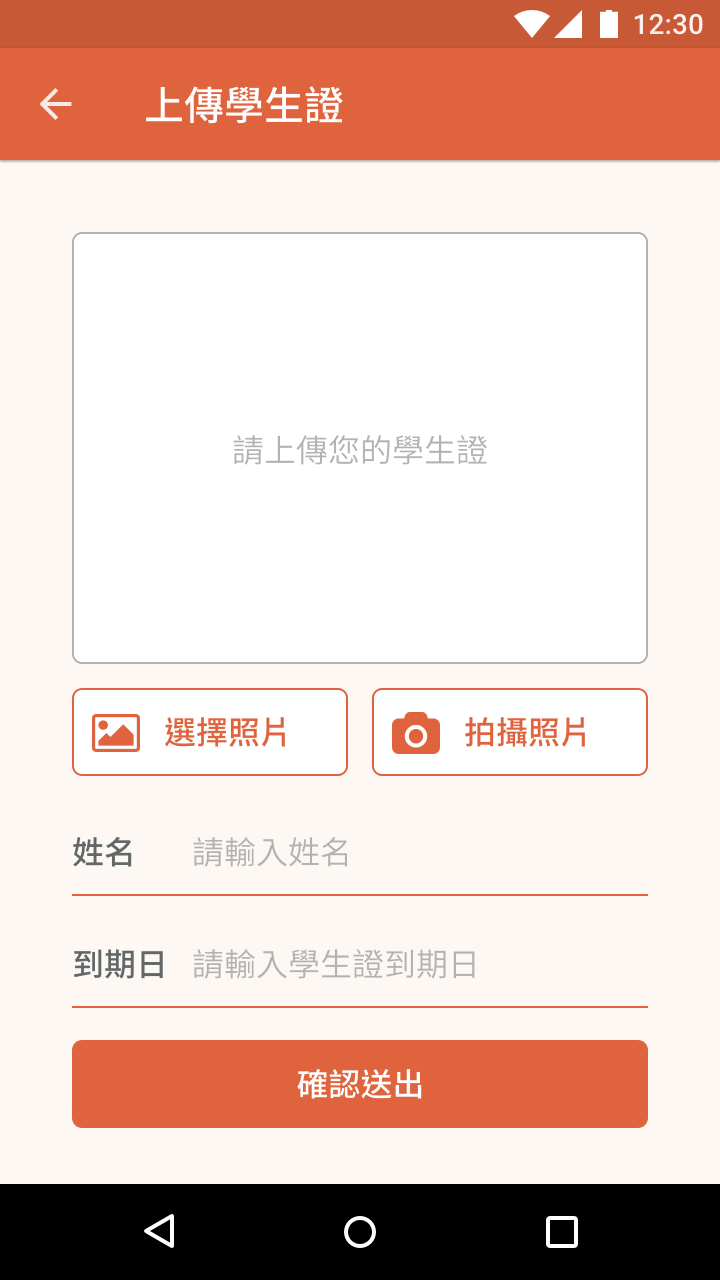 12:30
上傳學生證
請上傳您的學生證
選擇照片
拍攝照片
姓名 請輸入姓名
到期日 請輸入學生證到期日
確認送出